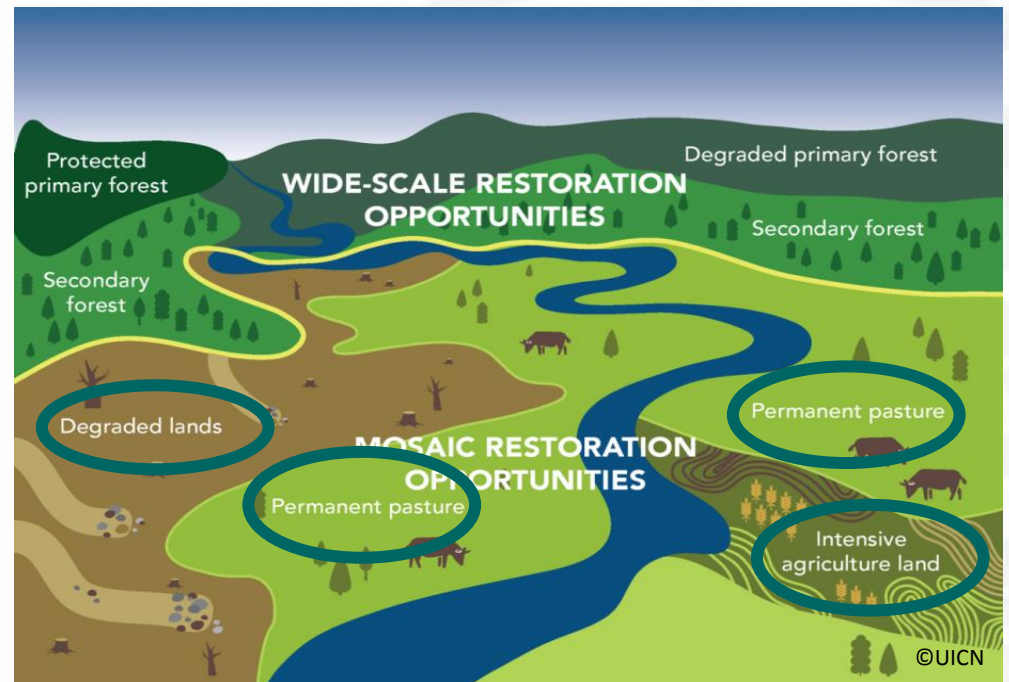 Protected
primary forest
Degraded primary forest
WIDE-SCALE RESTORATION
OPPORTUNITIES
Secondary forest
Secondary
forest
Permanent pasture
Degraded lands
MOSAIC RESTORATION
OPPORTUNITIES
Permanent pasture
Intensive
agriculture land
©UICN